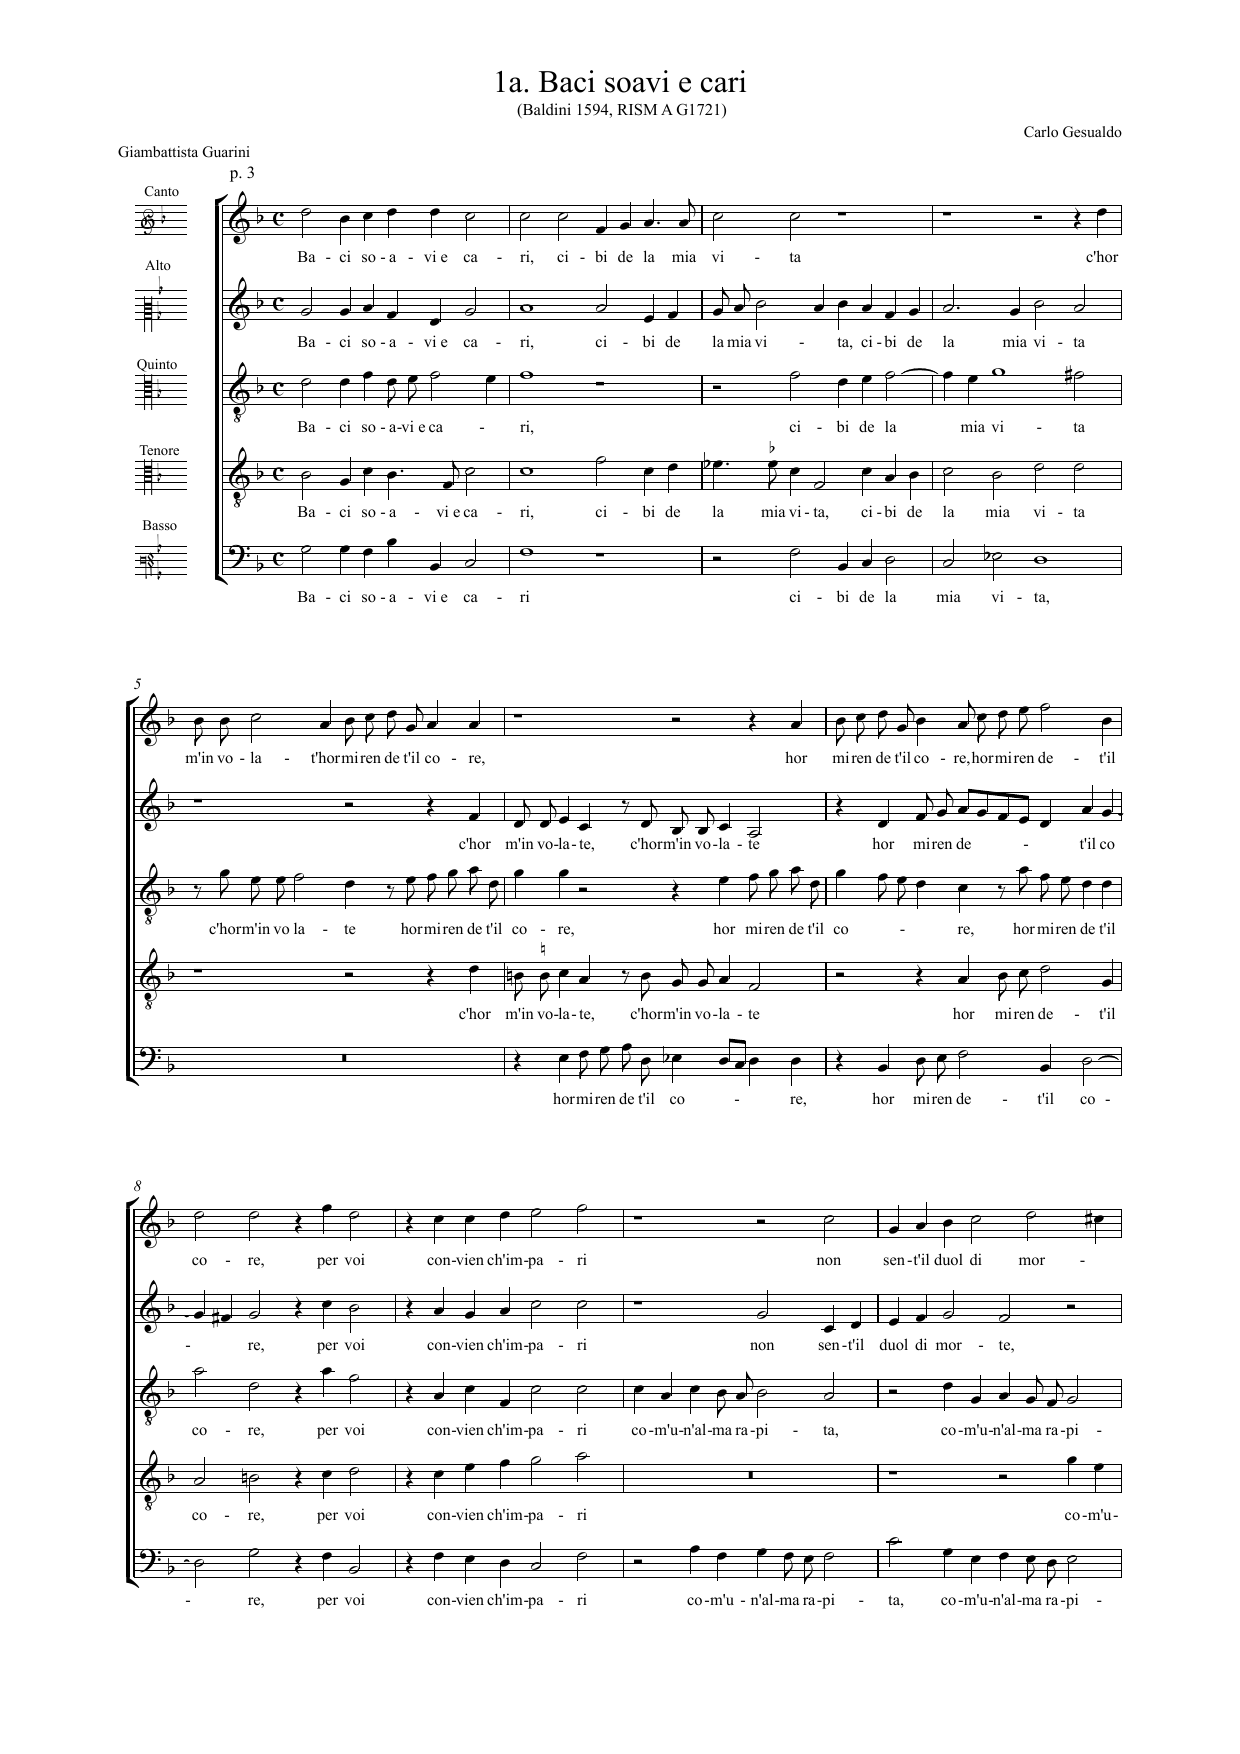 1a. Baci soavi e cari
(Baldini 1594, RISM A G1721)
Carlo Gesualdo
Giambattista Guarini
p. 3
Canto
Ba - ci so - a - vi e ca - ri, ci - bi de la mia vi - ta c'hor
Alto
Ba - ci so - a - vi e ca - ri, ci - bi de la mia vi - ta, ci - bi de la mia vi - ta
Quinto
Ba - ci so - a - vi e ca - ri, ci - bi de la mia vi - ta
Tenore
Ba - ci so - a - vi e ca - ri, ci - bi de la mia vi - ta, ci - bi de la mia vi - ta
Basso
Ba - ci so - a - vi e ca - ri ci - bi de la mia vi - ta,
5
m'in vo - la - t'hor mi ren de t'il co - re, hor mi ren de t'il co - re, hor mi ren de - t'il
c'hor m'in vo - la - te, c'hor m'in vo - la - te hor mi ren de - t'il co
c'hor m'in vo la - te hor mi ren de t'il co - re, hor mi ren de t'il co - re, hor mi ren de t'il
c'hor m'in vo - la - te, c'hor m'in vo - la - te hor mi ren de - t'il
hor mi ren de t'il co - re, hor mi ren de - t'il co -
8
co - re, per voi con - vien ch'im - pa - ri non sen - t'il duol di mor -
- re, per voi con - vien ch'im - pa - ri non sen - t'il duol di mor - te,
co - re, per voi con - vien ch'im - pa - ri co - m'u - n'al - ma ra - pi - ta, co - m'u - n'al - ma ra - pi -
co - re, per voi con - vien ch'im - pa - ri co - m'u -
- re, per voi con - vien ch'im - pa - ri co - m'u - n'al - ma ra - pi - ta, co - m'u - n'al - ma ra - pi -